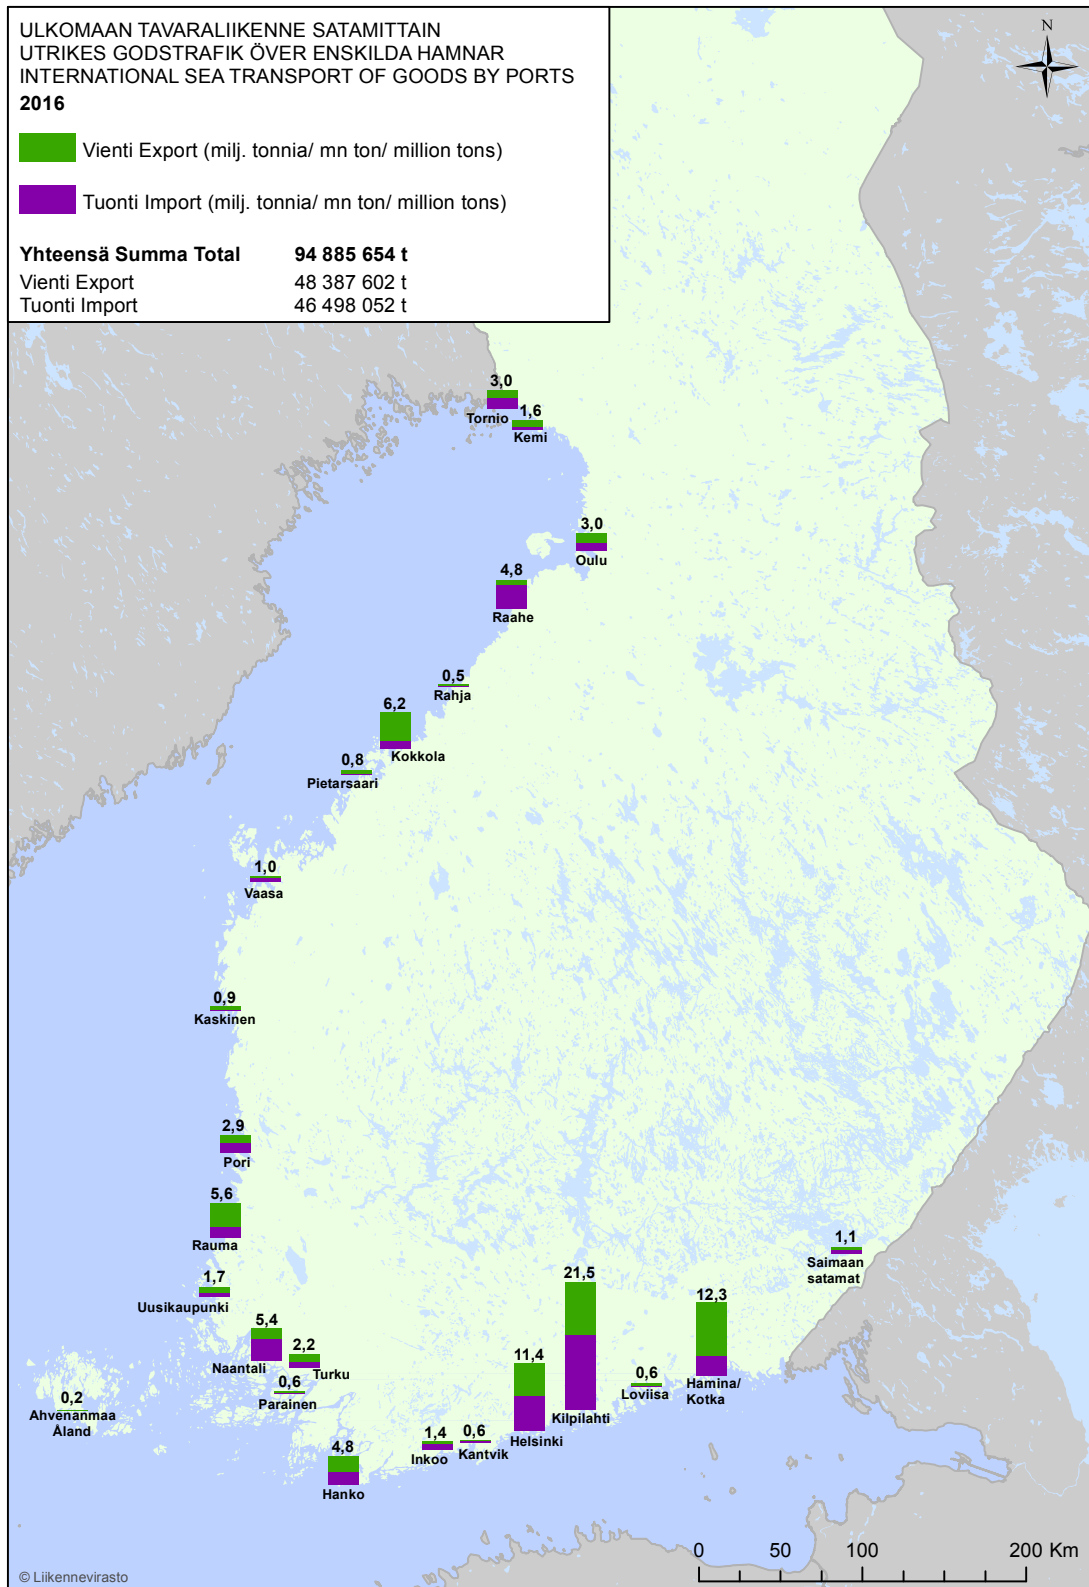 ULKOMAAN TAVARALIIKENNE SATAMITTAIN
UTRIKES GODSTRAFIK ÖVER ENSKILDA HAMNAR
INTERNATIONAL SEA TRANSPORT OF GOODS BY PORTS
2016
Vienti Export (milj. tonnia/ mn ton/ million tons)
Tuonti Import (milj. tonnia/ mn ton/ million tons)
Yhteensä Summa Total 94 885 654 t
Vienti Export 48 387 602 t
Tuonti Import 46 498 052 t
N
3,0
Tornio
1,6
Kemi
3,0
Oulu
4,8
Raahe
0,5
Rahja
6,2
Kokkola
0,8
Pietarsaari
1,0
Vaasa
0,9
Kaskinen
2,9
Pori
5,6
Rauma
1,7
Uusikaupunki
5,4
Naantali
2,2
Turku
0,6
Parainen
0,2
Ahvenanmaa
Åland
4,8
Hanko
1,4
Inkoo
0,6
Kantvik
11,4
Helsinki
21,5
Kilpilahti
0,6
Loviisa
12,3
Hamina/
Kotka
1,1
Saimaan
satamat
0 50 100 200 Km
© Liikennevirasto